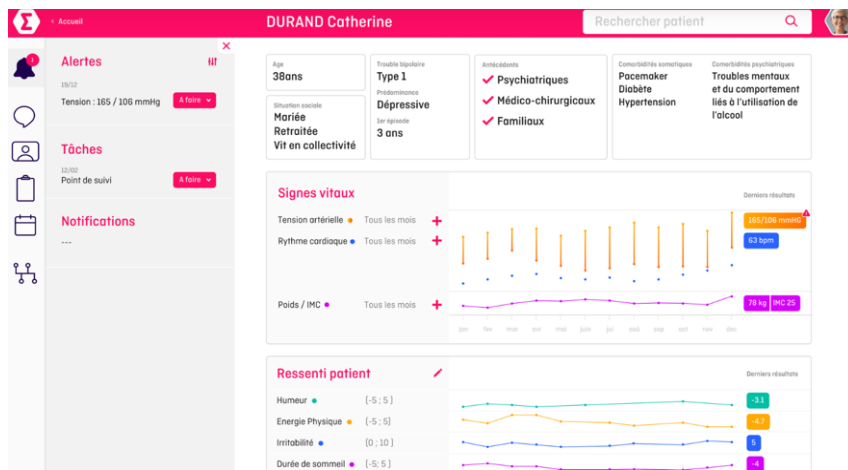 Σ
‹ Accueil
DURAND Catherine
Rechercher patient
1
Alertes
19/12
Tension : 165 / 106 mmHg
A faire
Tâches
12/02
Point de suivi
A faire
Notifications
---
Age
38ans
Situation sociale
Mariée
Retraitée
Vit en collectivité
Trouble bipolaire
Type 1
Prédominance
Dépressive
1er épisode
3 ans
Antécédents
Psychiatriques
Médico-chirurgicaux
Familiaux
Comorbidités somatiques
Pacemaker
Diabète
Hypertension
Comorbidités psychiatriques
Troubles mentaux
et du comportement
liés à l'utilisation de
l'alcool
Signes vitaux
Derniers résultats
Tension artérielle
Tous les mois
165/106 mmHG
Rythme cardiaque
Tous les mois
63 bpm
Poids / IMC
Tous les mois
78 kg
IMC 25
jan fev mar avr mai juin jui aoû sep oct nov dec
Ressenti patient
Derniers résultats
Humeur
(-5 ; 5 )
-3.1
Energie Physique
(-5 ; 5)
-4.7
Irritabilité
(0 ; 10 )
5
Durée de sommeil
(-5; 5 )
-4